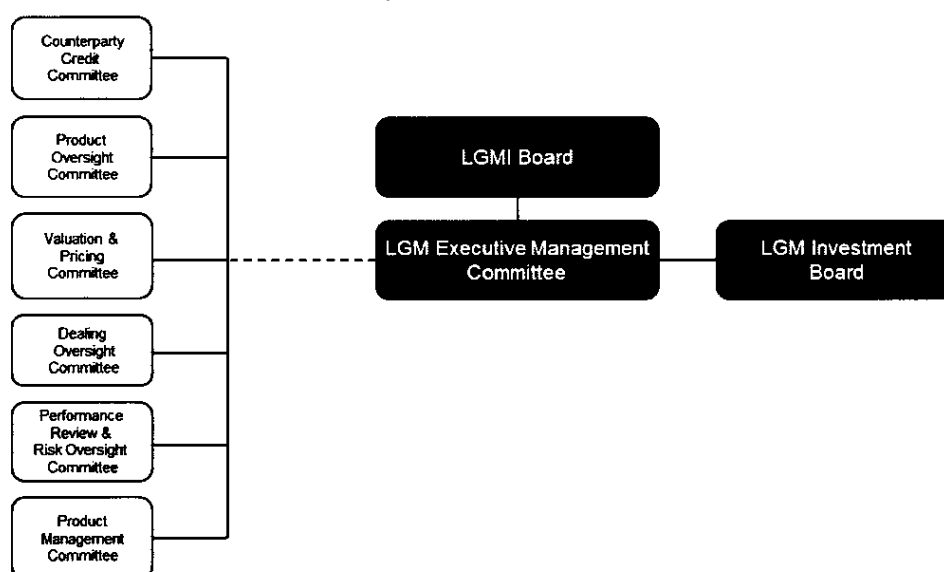 Counterparty
Credit
Committee
Product
Oversight
Committee
Valuation &
Pricing
Committee
Dealing
Oversight
Committee
Performance
Review &
Risk Oversight
Committee
Product
Management
Committee
LGMI Board
LGM Executive Management
Committee
LGM Investment
Board